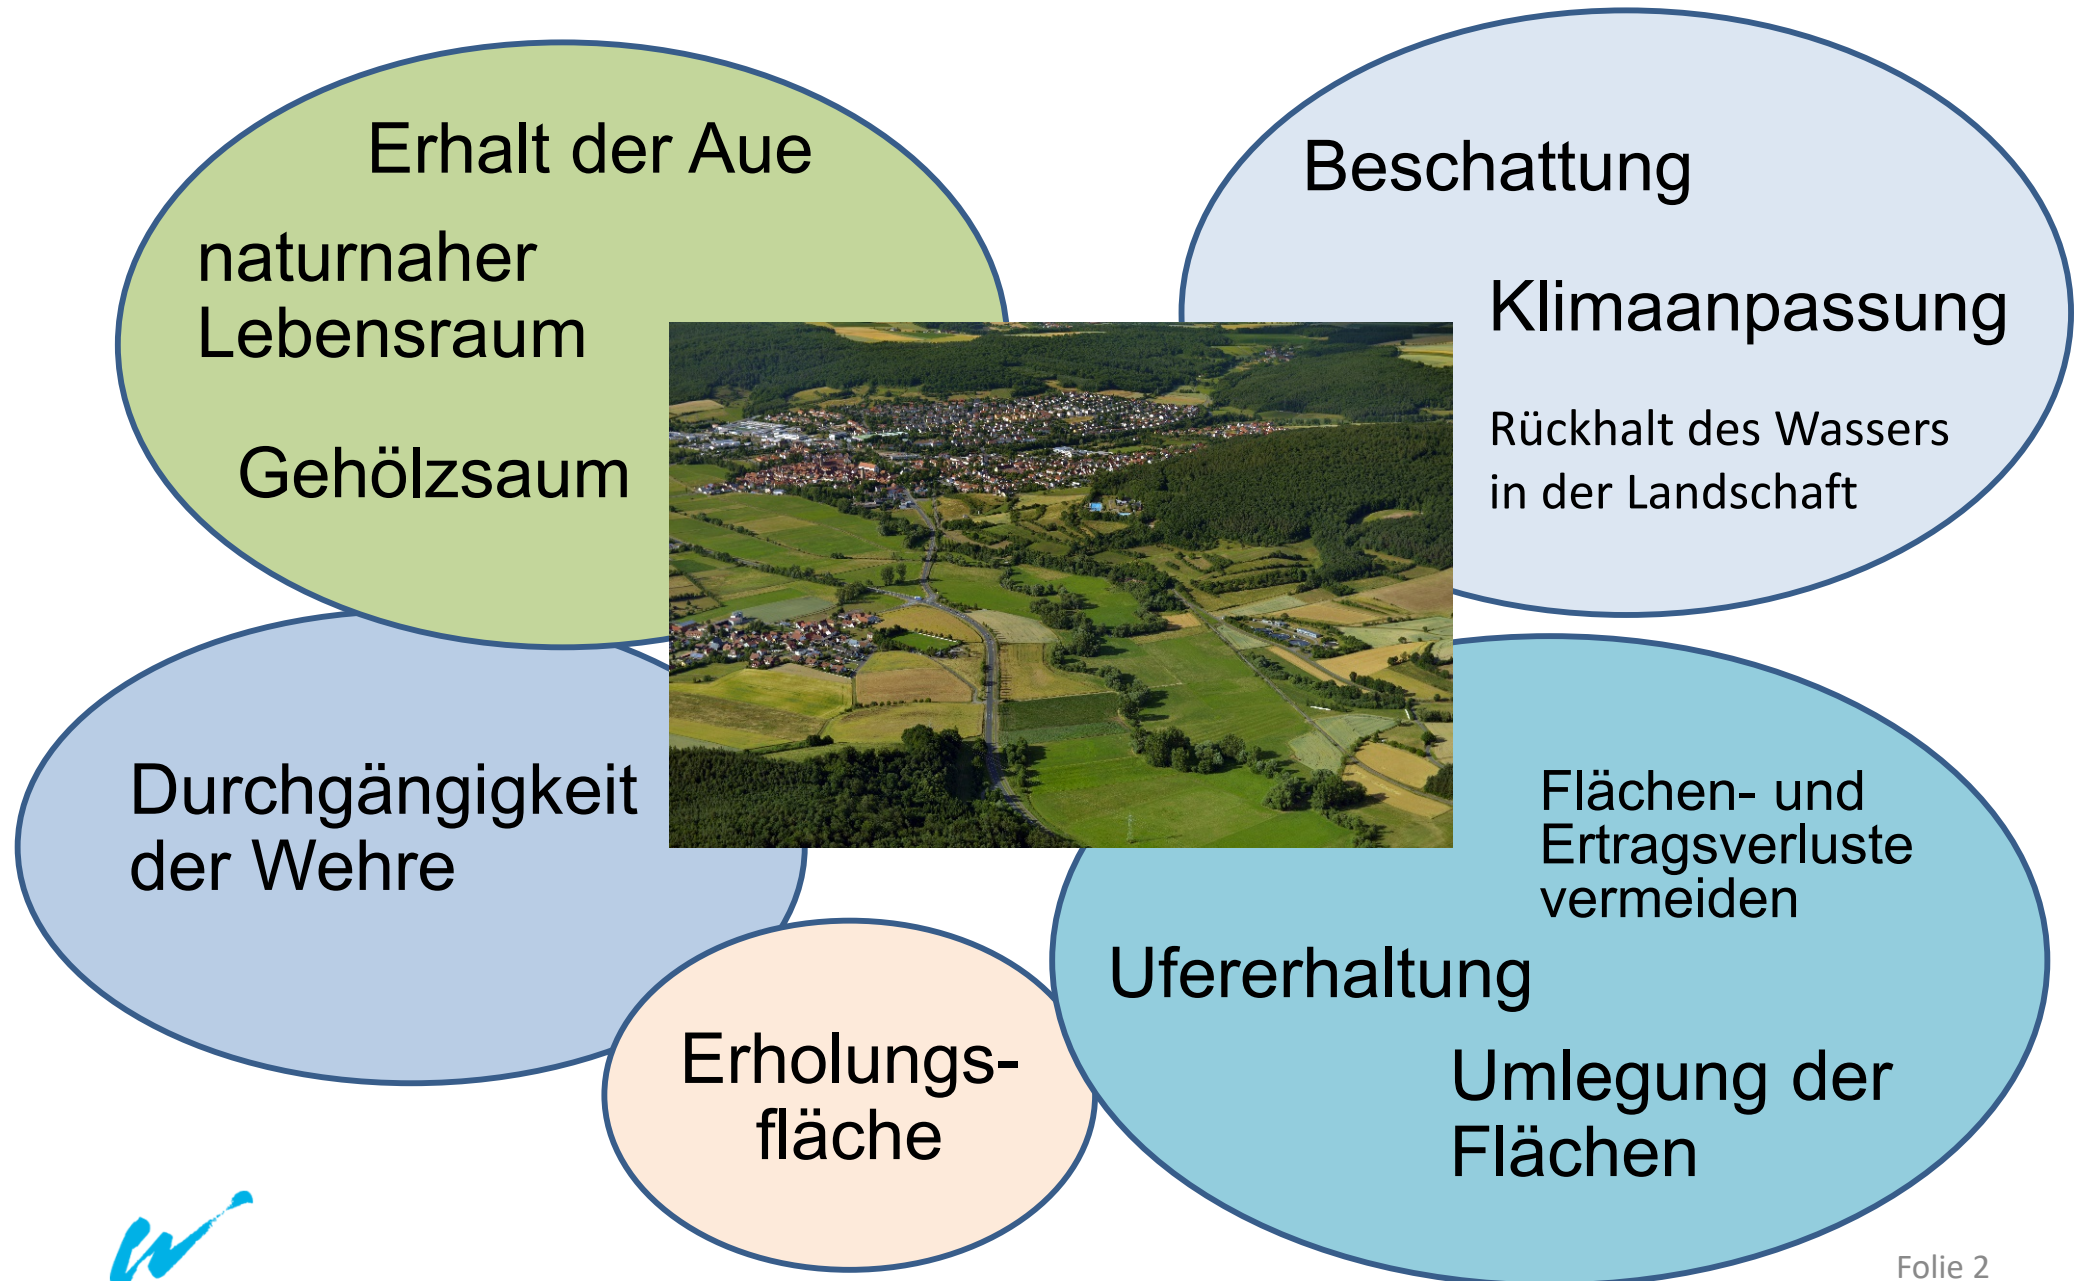 Erhalt der Aue
naturnaher
Lebensraum
Gehölzsaum
Beschattung
Klimaanpassung
Rückhalt des Wassers
in der Landschaft
Durchgängigkeit
der Wehre
Erholungs-
fläche
Flächen- und
Ertragsverluste
vermeiden
Ufererhaltung
Umlegung der
Flächen
Folie 2